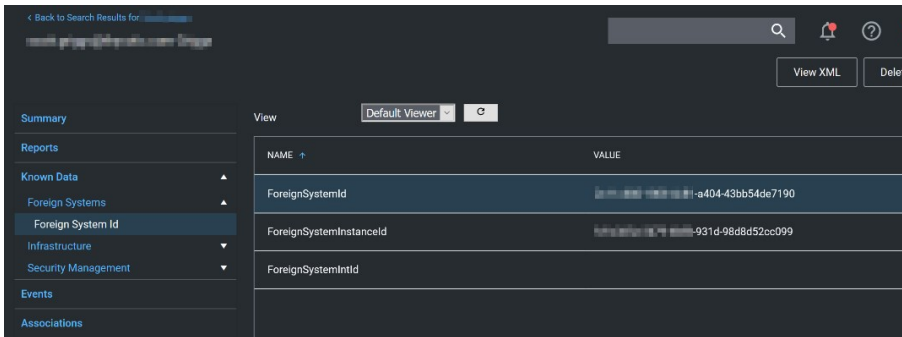 < Back to Search Results for
View XML
Dele
Summary
Reports
Known Data
Foreign Systems
Foreign System Id
Infrastructure
Security Management
Events
Associations
View
Default Viewer
NAME ↑
VALUE
ForeignSystemId
-a404-43bb54de7190
ForeignSystemInstanceId
-931d-98d8d52cc099
ForeignSystemIntId